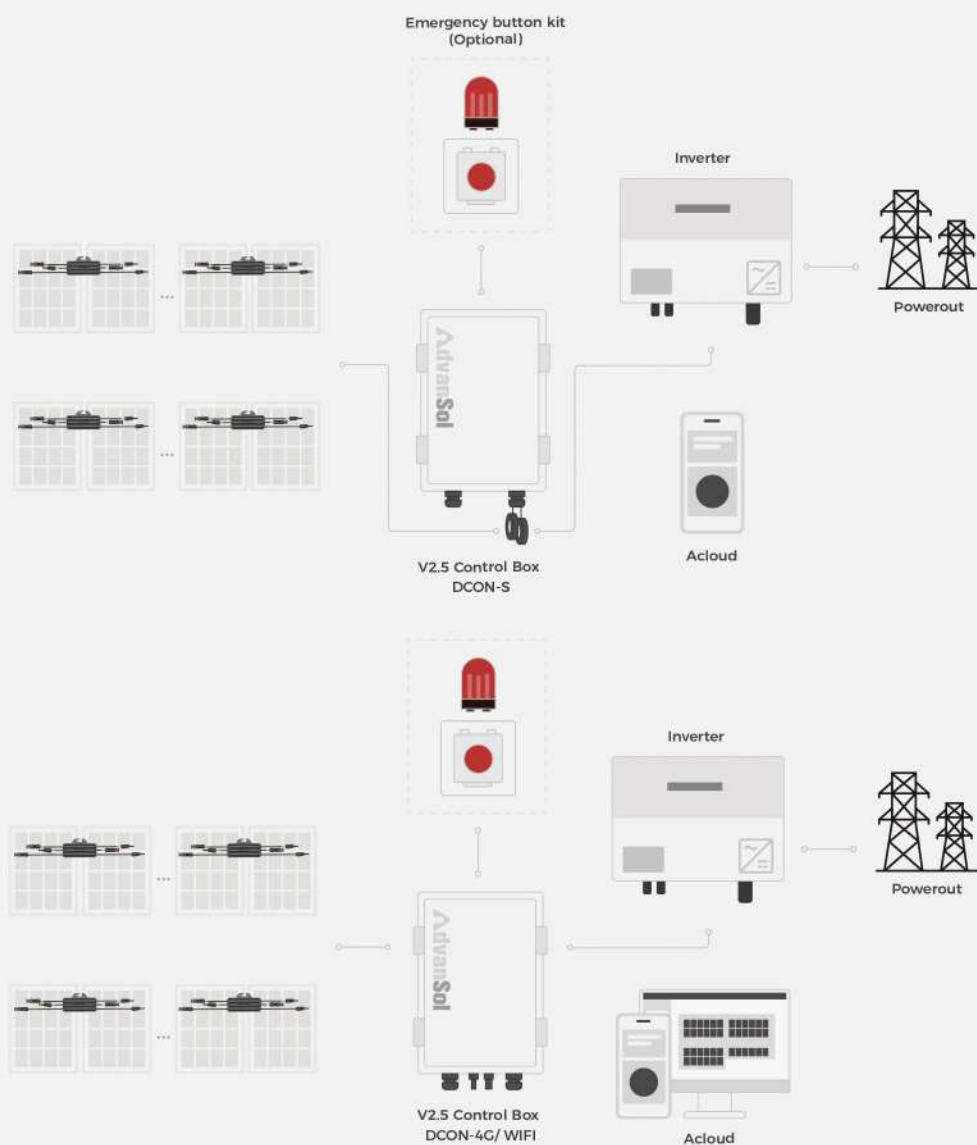 Emergency button kit
(Optional)
Inverter
Powerout
AdvanSol
Acloud
V2.5 Control Box
DCON-S
Inverter
Powerout
AdvanSol
V2.5 Control Box
DCON-4G/ WIFI
Acloud